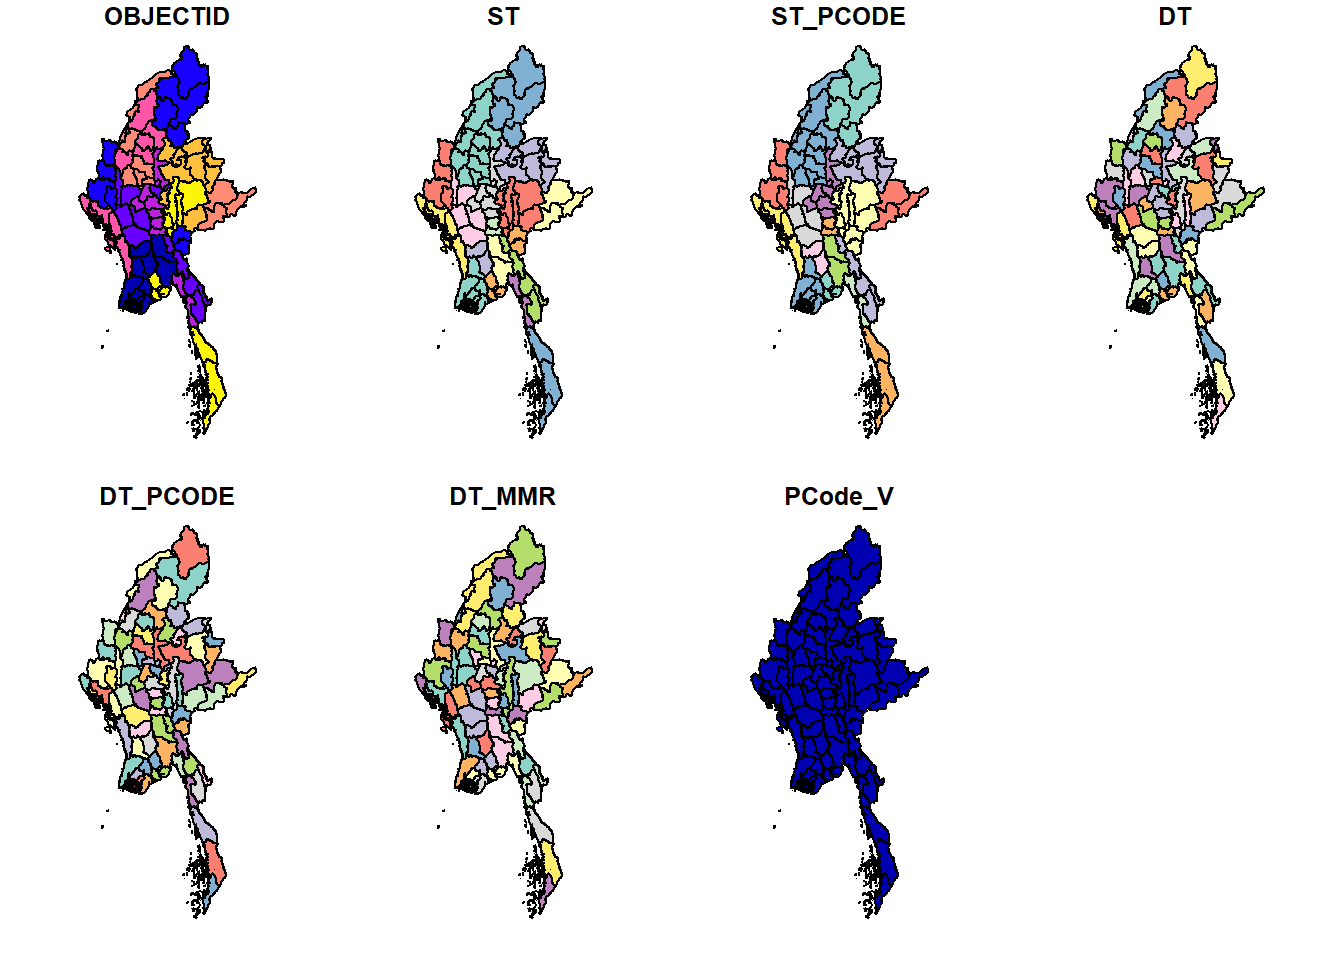 OBJECTID
ST
ST_PCODE
DT
DT_PCODE
DT_MMR
PCode_V